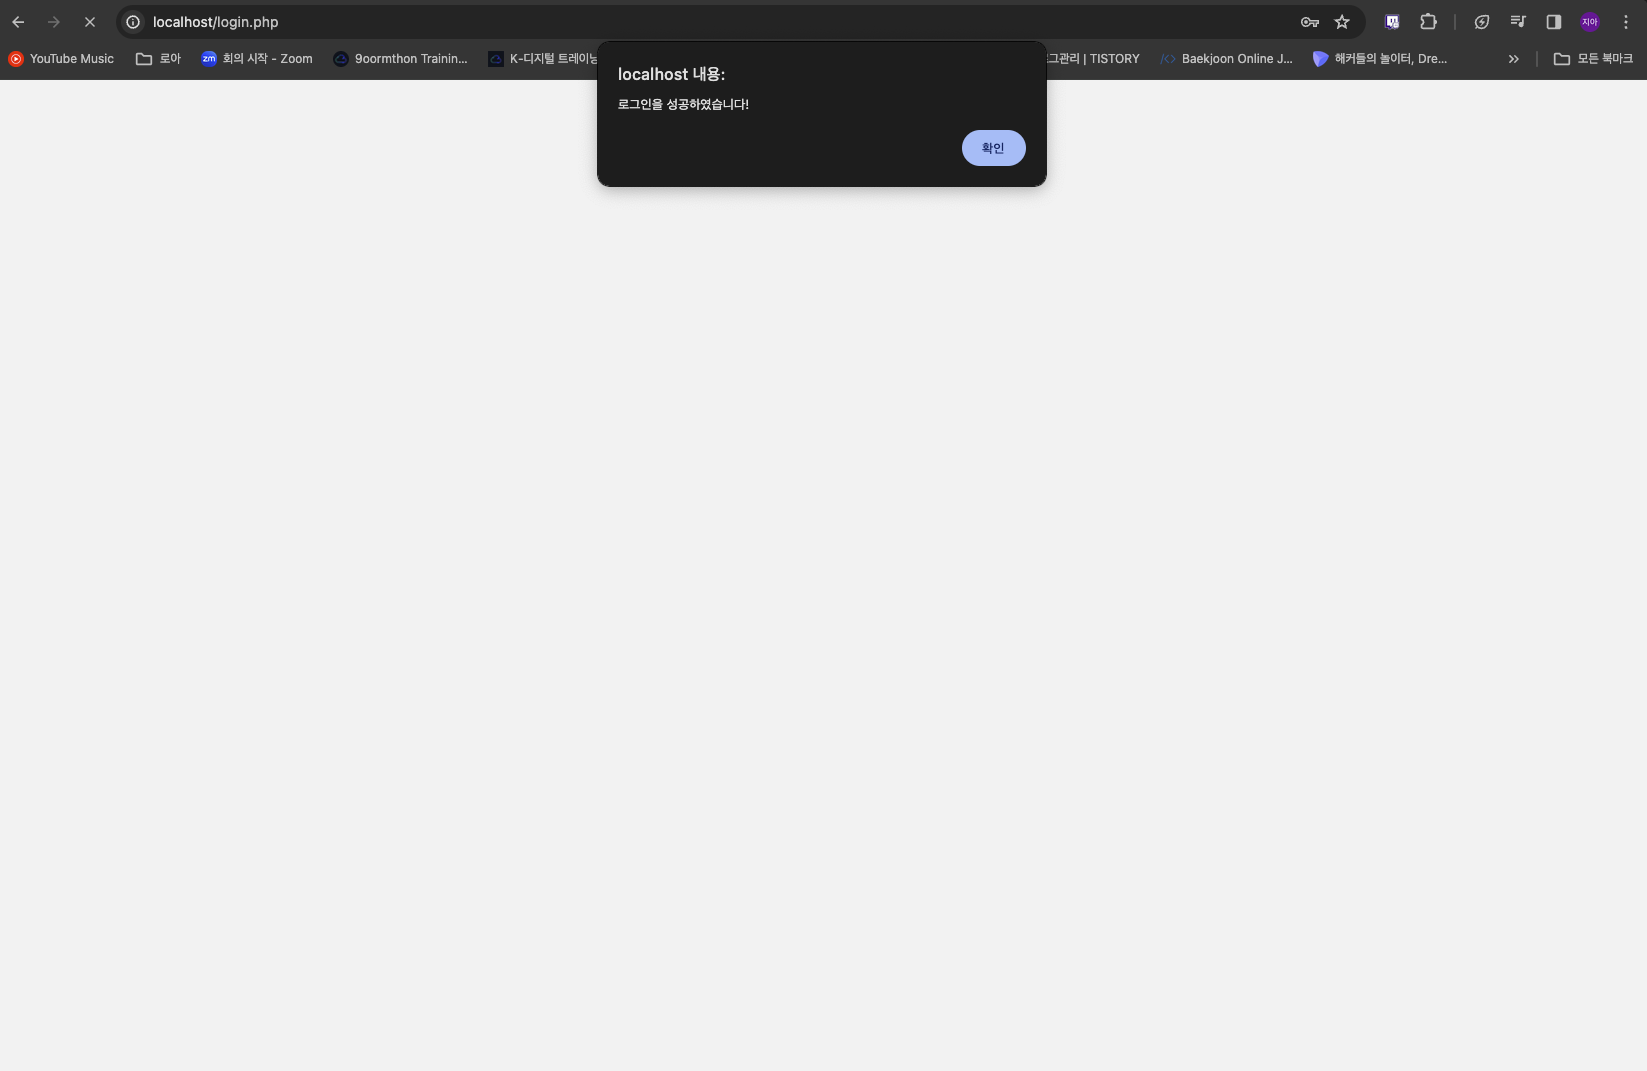 localhost/login.php
지아
YouTube Music
로아
zm
회의 시작 - Zoom
9oormthon Trainin...
K-디지털 트레이닝
그관리 | TISTORY
Baekjoon Online J...
해커들의 놀이터, Dre...
모든 북마크
localhost 내용:
로그인을 성공하였습니다!
확인